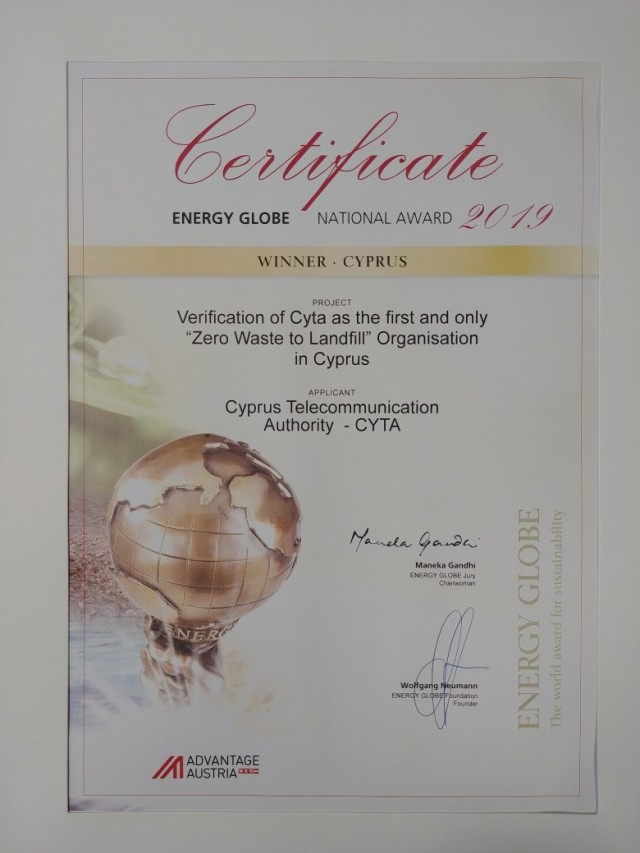 Certificate
ENERGY GLOBE NATIONAL AWARD 2019
WINNER · CYPRUS
PROJECT
Verification of Cyta as the first and only
“Zero Waste to Landfill” Organisation
in Cyprus
APPLICANT
Cyprus Telecommunication
Authority - CYTA
ENERG
Maneka Gandhi
Maneka Gandhi
ENERGY GLOBE Jury
Chairwoman
Wolfgang Neumann
ENERGY GLOBE Foundation
Founder
ENERGY GLOBE
The world award for sustainability
ADVANTAGE
AUSTRIA